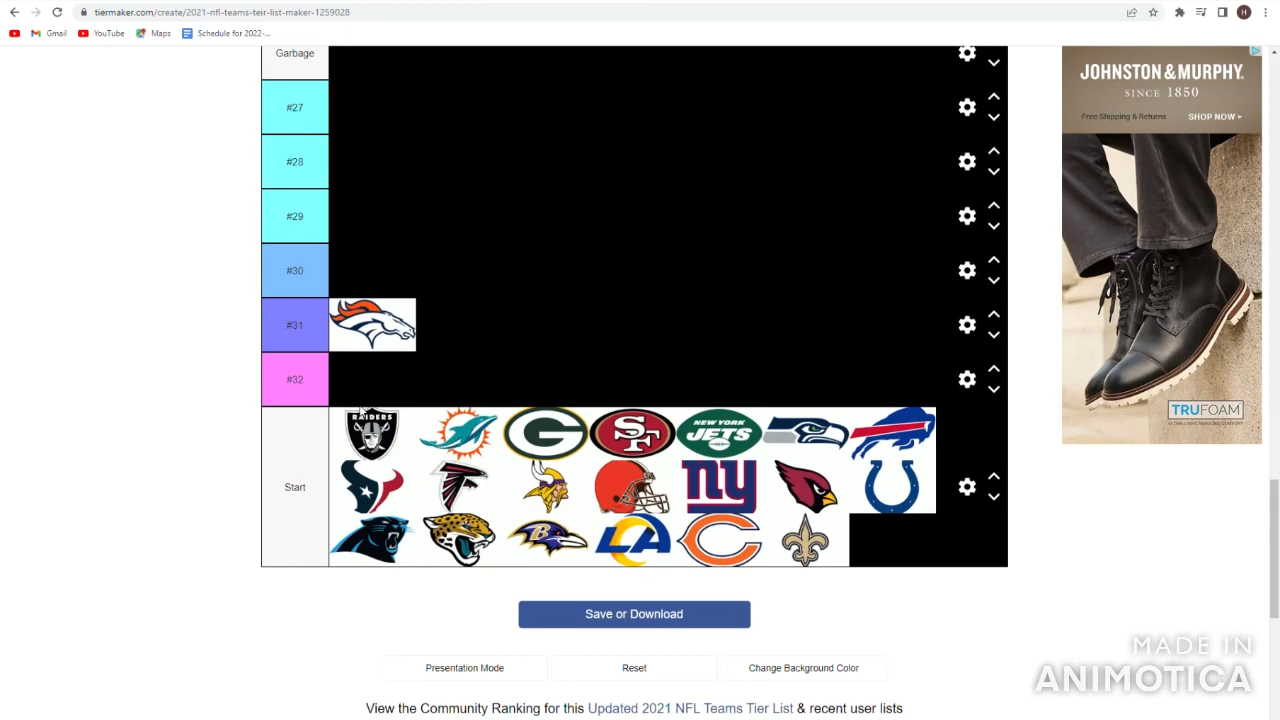 tiermaker.com/create/2021-nfl-teams-teir-list-maker-1259028
H
Gmail
YouTube
Maps
Schedule for 2022-...
Garbage
#27
#28
#29
#30
#31
#32
Start
RAIDERS
G
SF
NEW YORK
JETS
ny
LA
C
Save or Download
Presentation Mode
Reset
Change Background Color
View the Community Ranking for this Updated 2021 NFL Teams Tier List & recent user lists
JOHNSTON & MURPHY.
SINCE 1850
Free Shipping & Returns
SHOP NOW >
TRUFOAM
MADE IN
ANIMOTICA